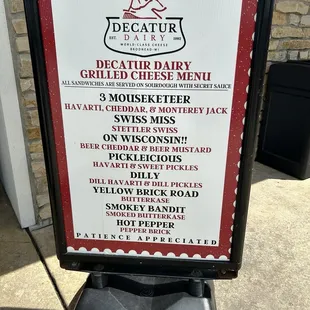 DECATUR
DAIRY
WORLD-CLASS CHEESE
BRODHEAD-WI
DECATUR DAIRY
GRILLED CHEESE MENU
ALL SANDWICHES ARE SERVED ON SOURDOUGH WITH SECRET SAUCE
3 MOUSEKETEER
HAVARTI, CHEDDAR, & MONTEREY JACK
SWISS MISS
STETTLER SWISS
ON WISCONSIN!!
BEER CHEDDAR & BEER MUSTARD
PICKLEICIOUS
HAVARTI & SWEET PICKLES
DILLY
DILL HAVARTI & DILL PICKLES
YELLOW BRICK ROAD
BUTTERKASE
SMOKEY BANDIT
SMOKED BUTTERKASE
HOT PEPPER
PEPPER BRICK
PATIENCE APPRECIATED